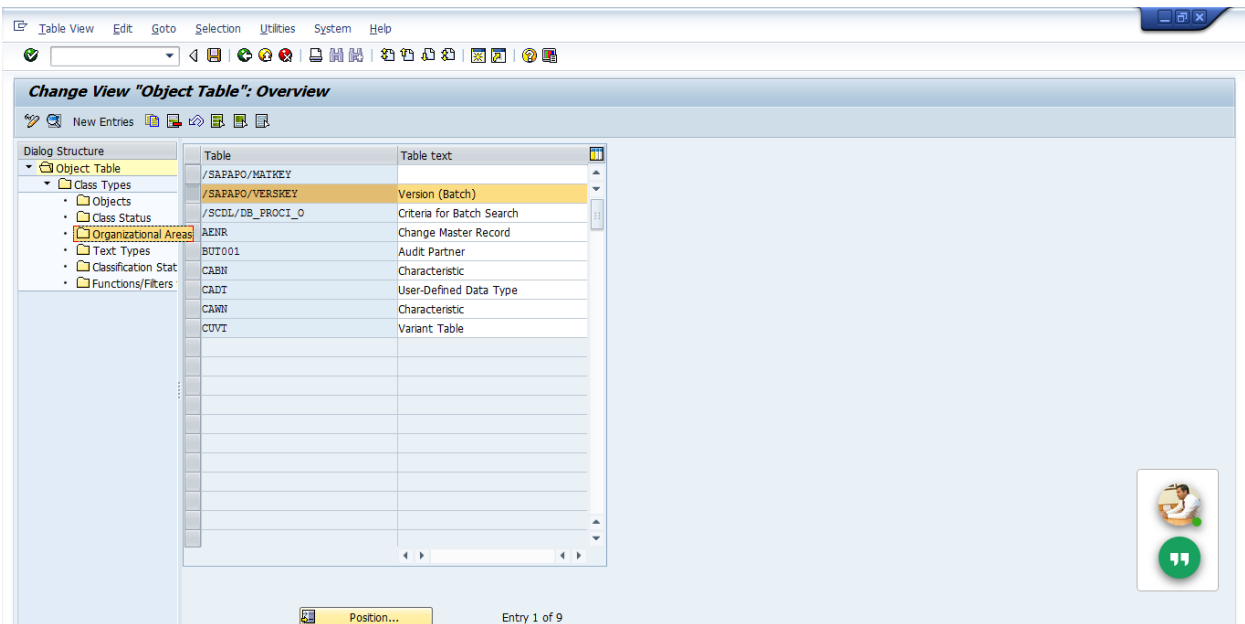 Table View Edit Goto Selection Utilities System Help
Change View "Object Table": Overview
New Entries
Dialog Structure
Object Table
Class Types
Objects
Class Status
Organizational Areas
Text Types
Classification Stat
Functions/Filters
Table Table text
/SAPAPO/MATKEY
/SAPAPO/VERSKEY Version (Batch)
/SCDL/DB_PROCI_O Criteria for Batch Search
AENR Change Master Record
BUT001 Audit Partner
CABN Characteristic
CADT User-Defined Data Type
CAWN Characteristic
CUVT Variant Table
Position... Entry 1 of 9